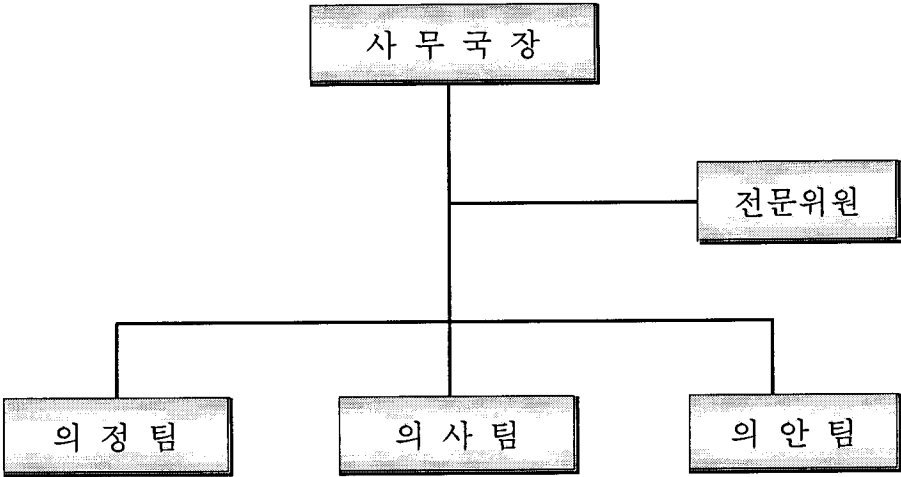 사 무 국 장
전문위원
의 정 팀
의 사 팀
의 안 팀